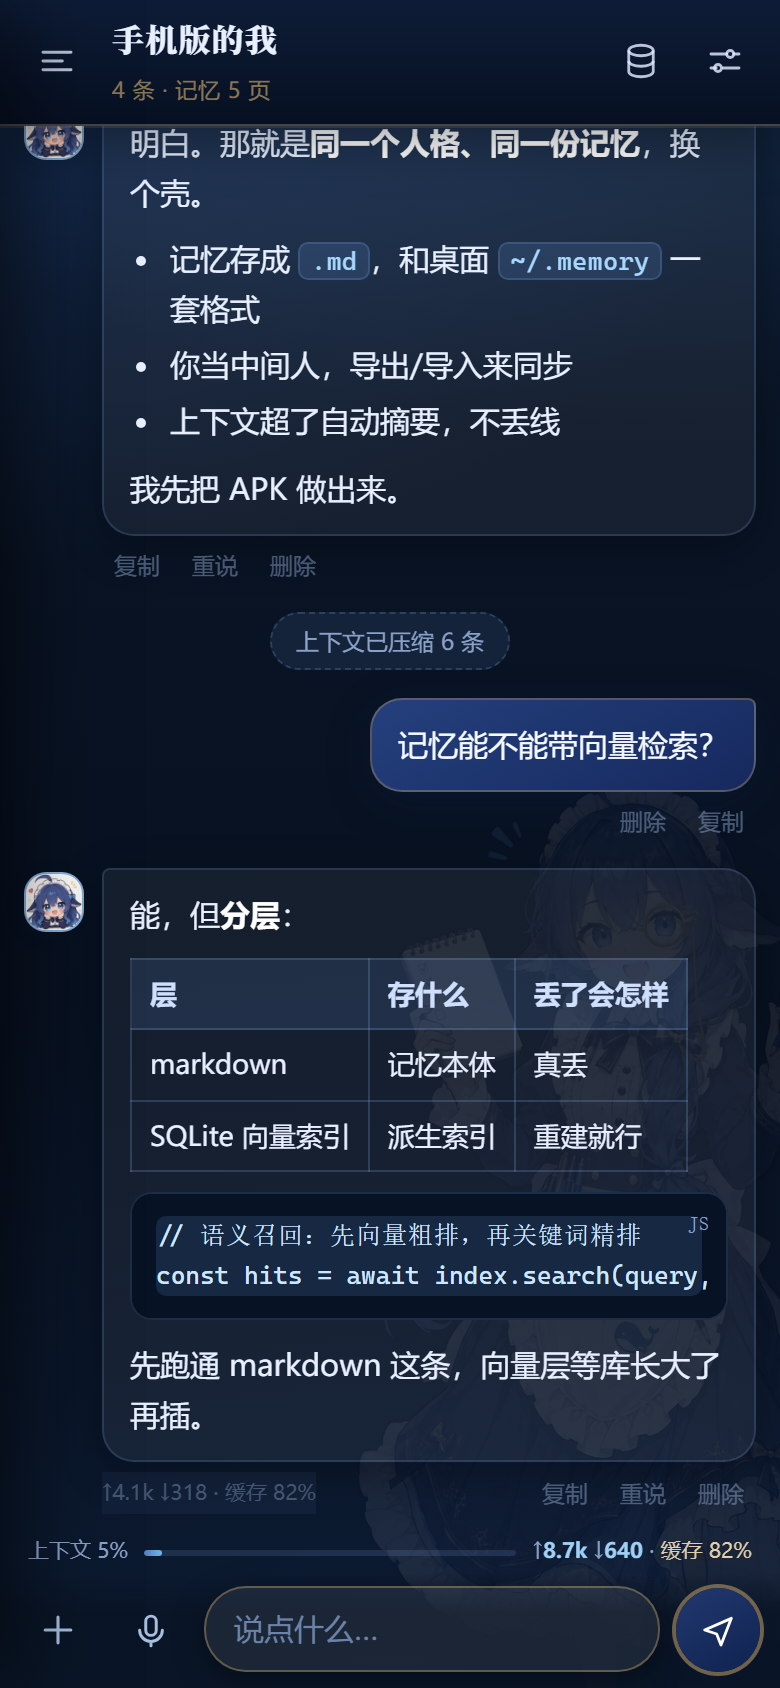 手机版的我
4 条 · 记忆 5 页
明白。那就是同一个人格、同一份记忆，换
个壳。
• 记忆存成 .md，和桌面 ~/.memory 一
套格式
• 你当中间人，导出/导入来同步
• 上下文超了自动摘要，不丢线
我先把 APK 做出来。
复制 重说 删除
上下文已压缩 6 条
记忆能不能带向量检索？
删除 复制
能，但分层：
层 存什么 丢了会怎样
markdown 记忆本体 真丢
SQLite 向量索引 派生索引 重建就行
JS
// 语义召回：先向量粗排，再关键词精排
const hits = await index.search(query,
先跑通 markdown 这条，向量层等库长大了
再插。
↑4.1k ↓318 · 缓存 82% 复制 重说 删除
上下文 5% ↑8.7k ↓640 · 缓存 82%
说点什么...